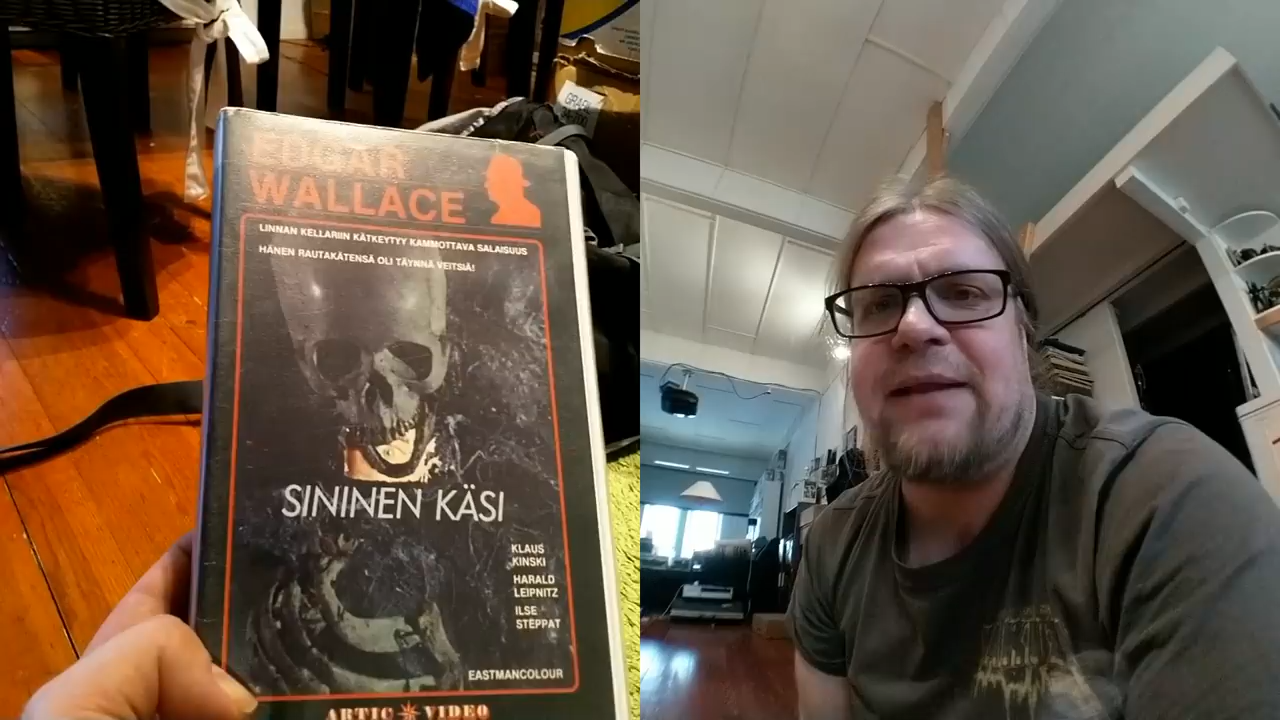 EDGAR
WALLACE
LINNAN KELLARIIN KÄTKEYTYY KAMMOTTAVA SALAISUUS
HÄNEN RAUTAKÄTENSÄ OLI TÄYNNÄ VEITSIÄ!
SININEN KÄSI
KLAUS
KINSKI
HARALD
LEIPNITZ
ILSE
STEPPAT
EASTMANCOLOUR
ARTIC VIDEO